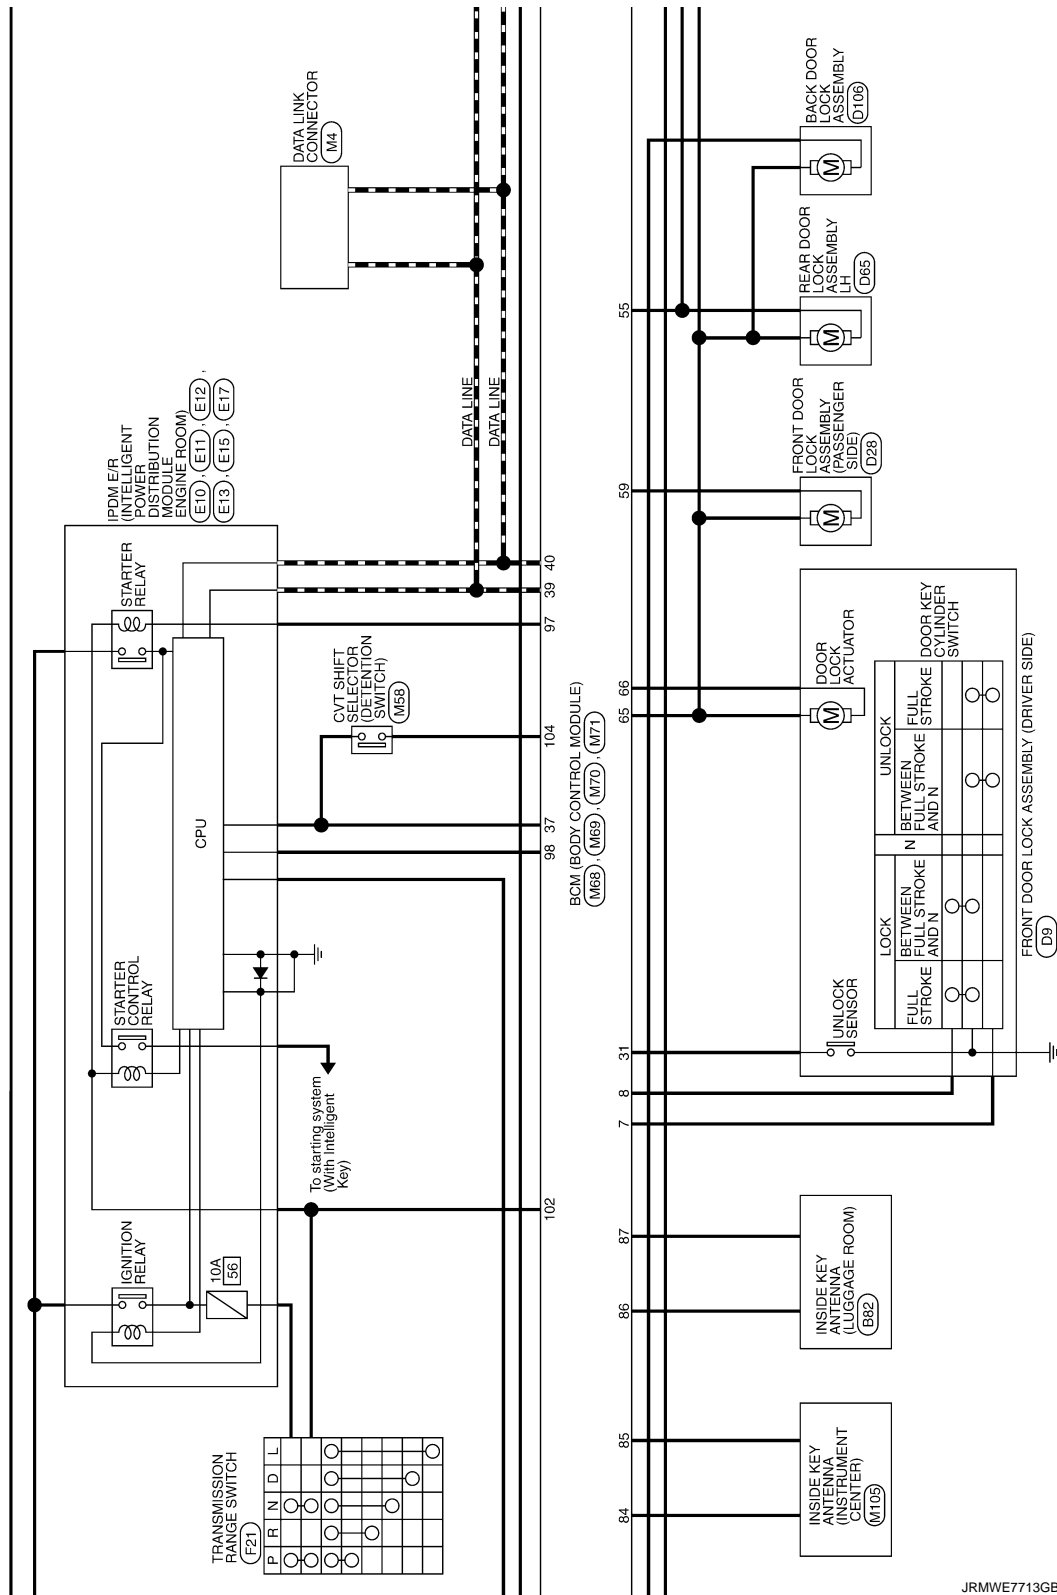 DATA LINK
CONNECTOR
M4
IPDM E/R
(INTELLIGENT
POWER
DISTRIBUTION
MODULE
ENGINE ROOM)
E10 , E11 , E12 ,
E13 , E15 , E17
STARTER
RELAY
CPU
STARTER
CONTROL
RELAY
IGNITION
RELAY
10A
56
To starting system
(With Intelligent
Key)
TRANSMISSION
RANGE SWITCH
F21
P R N D L
DATA LINE
DATA LINE
CVT SHIFT
SELECTOR
(DETENTION
SWITCH)
M58
40
39
97
104
37
98
102
BCM (BODY CONTROL MODULE)
M68 , M69 , M70 , M71
55
59
66
65
31
8
7
87
86
85
84
BACK DOOR
LOCK
ASSEMBLY
D106
M
REAR DOOR
LOCK
ASSEMBLY
LH
D65
M
FRONT DOOR
LOCK
ASSEMBLY
(PASSENGER
SIDE)
D28
M
DOOR
LOCK
ACTUATOR
M
DOOR KEY
CYLINDER
SWITCH
UNLOCK
FULL
STROKE
BETWEEN
FULL STROKE
AND N
N
LOCK
BETWEEN
FULL STROKE
AND N
FULL
STROKE
UNLOCK
SENSOR
FRONT DOOR LOCK ASSEMBLY (DRIVER SIDE)
D9
INSIDE KEY
ANTENNA
(LUGGAGE ROOM)
B82
INSIDE KEY
ANTENNA
(INSTRUMENT
CENTER)
M105
JRMWE7713GB